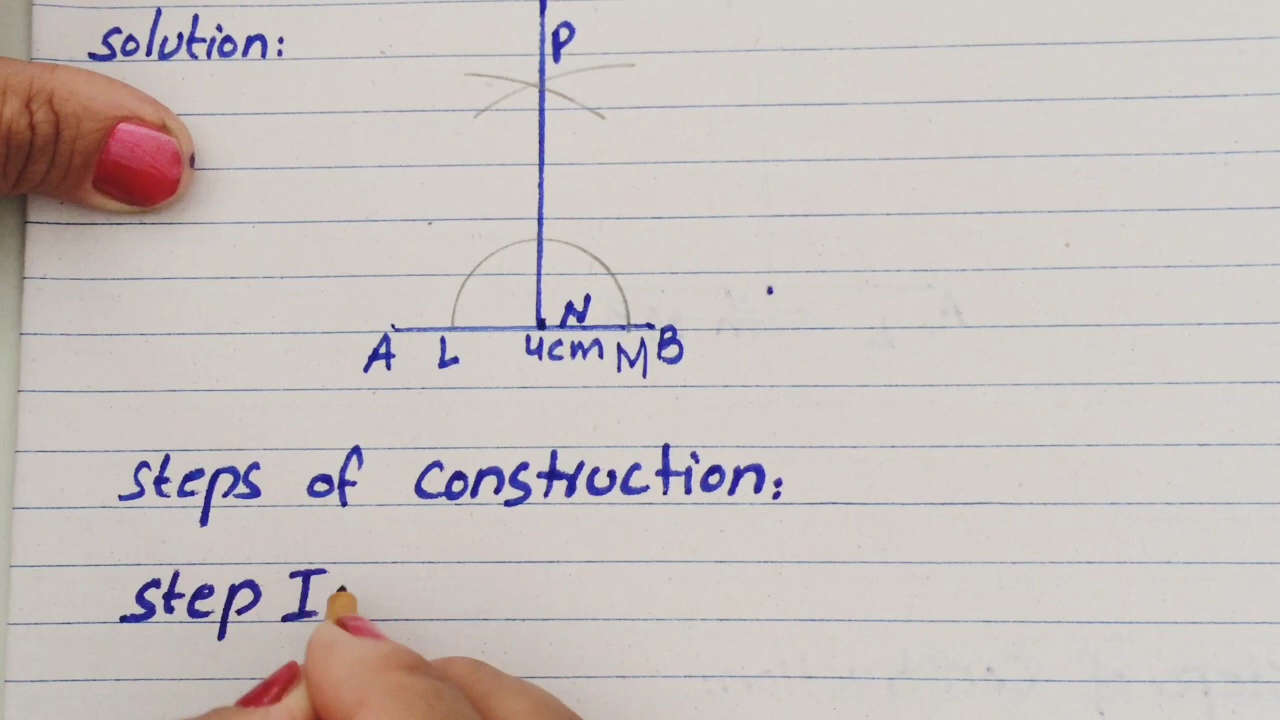 solution:
P
N
A L 4cm M B
steps of construction:
step I